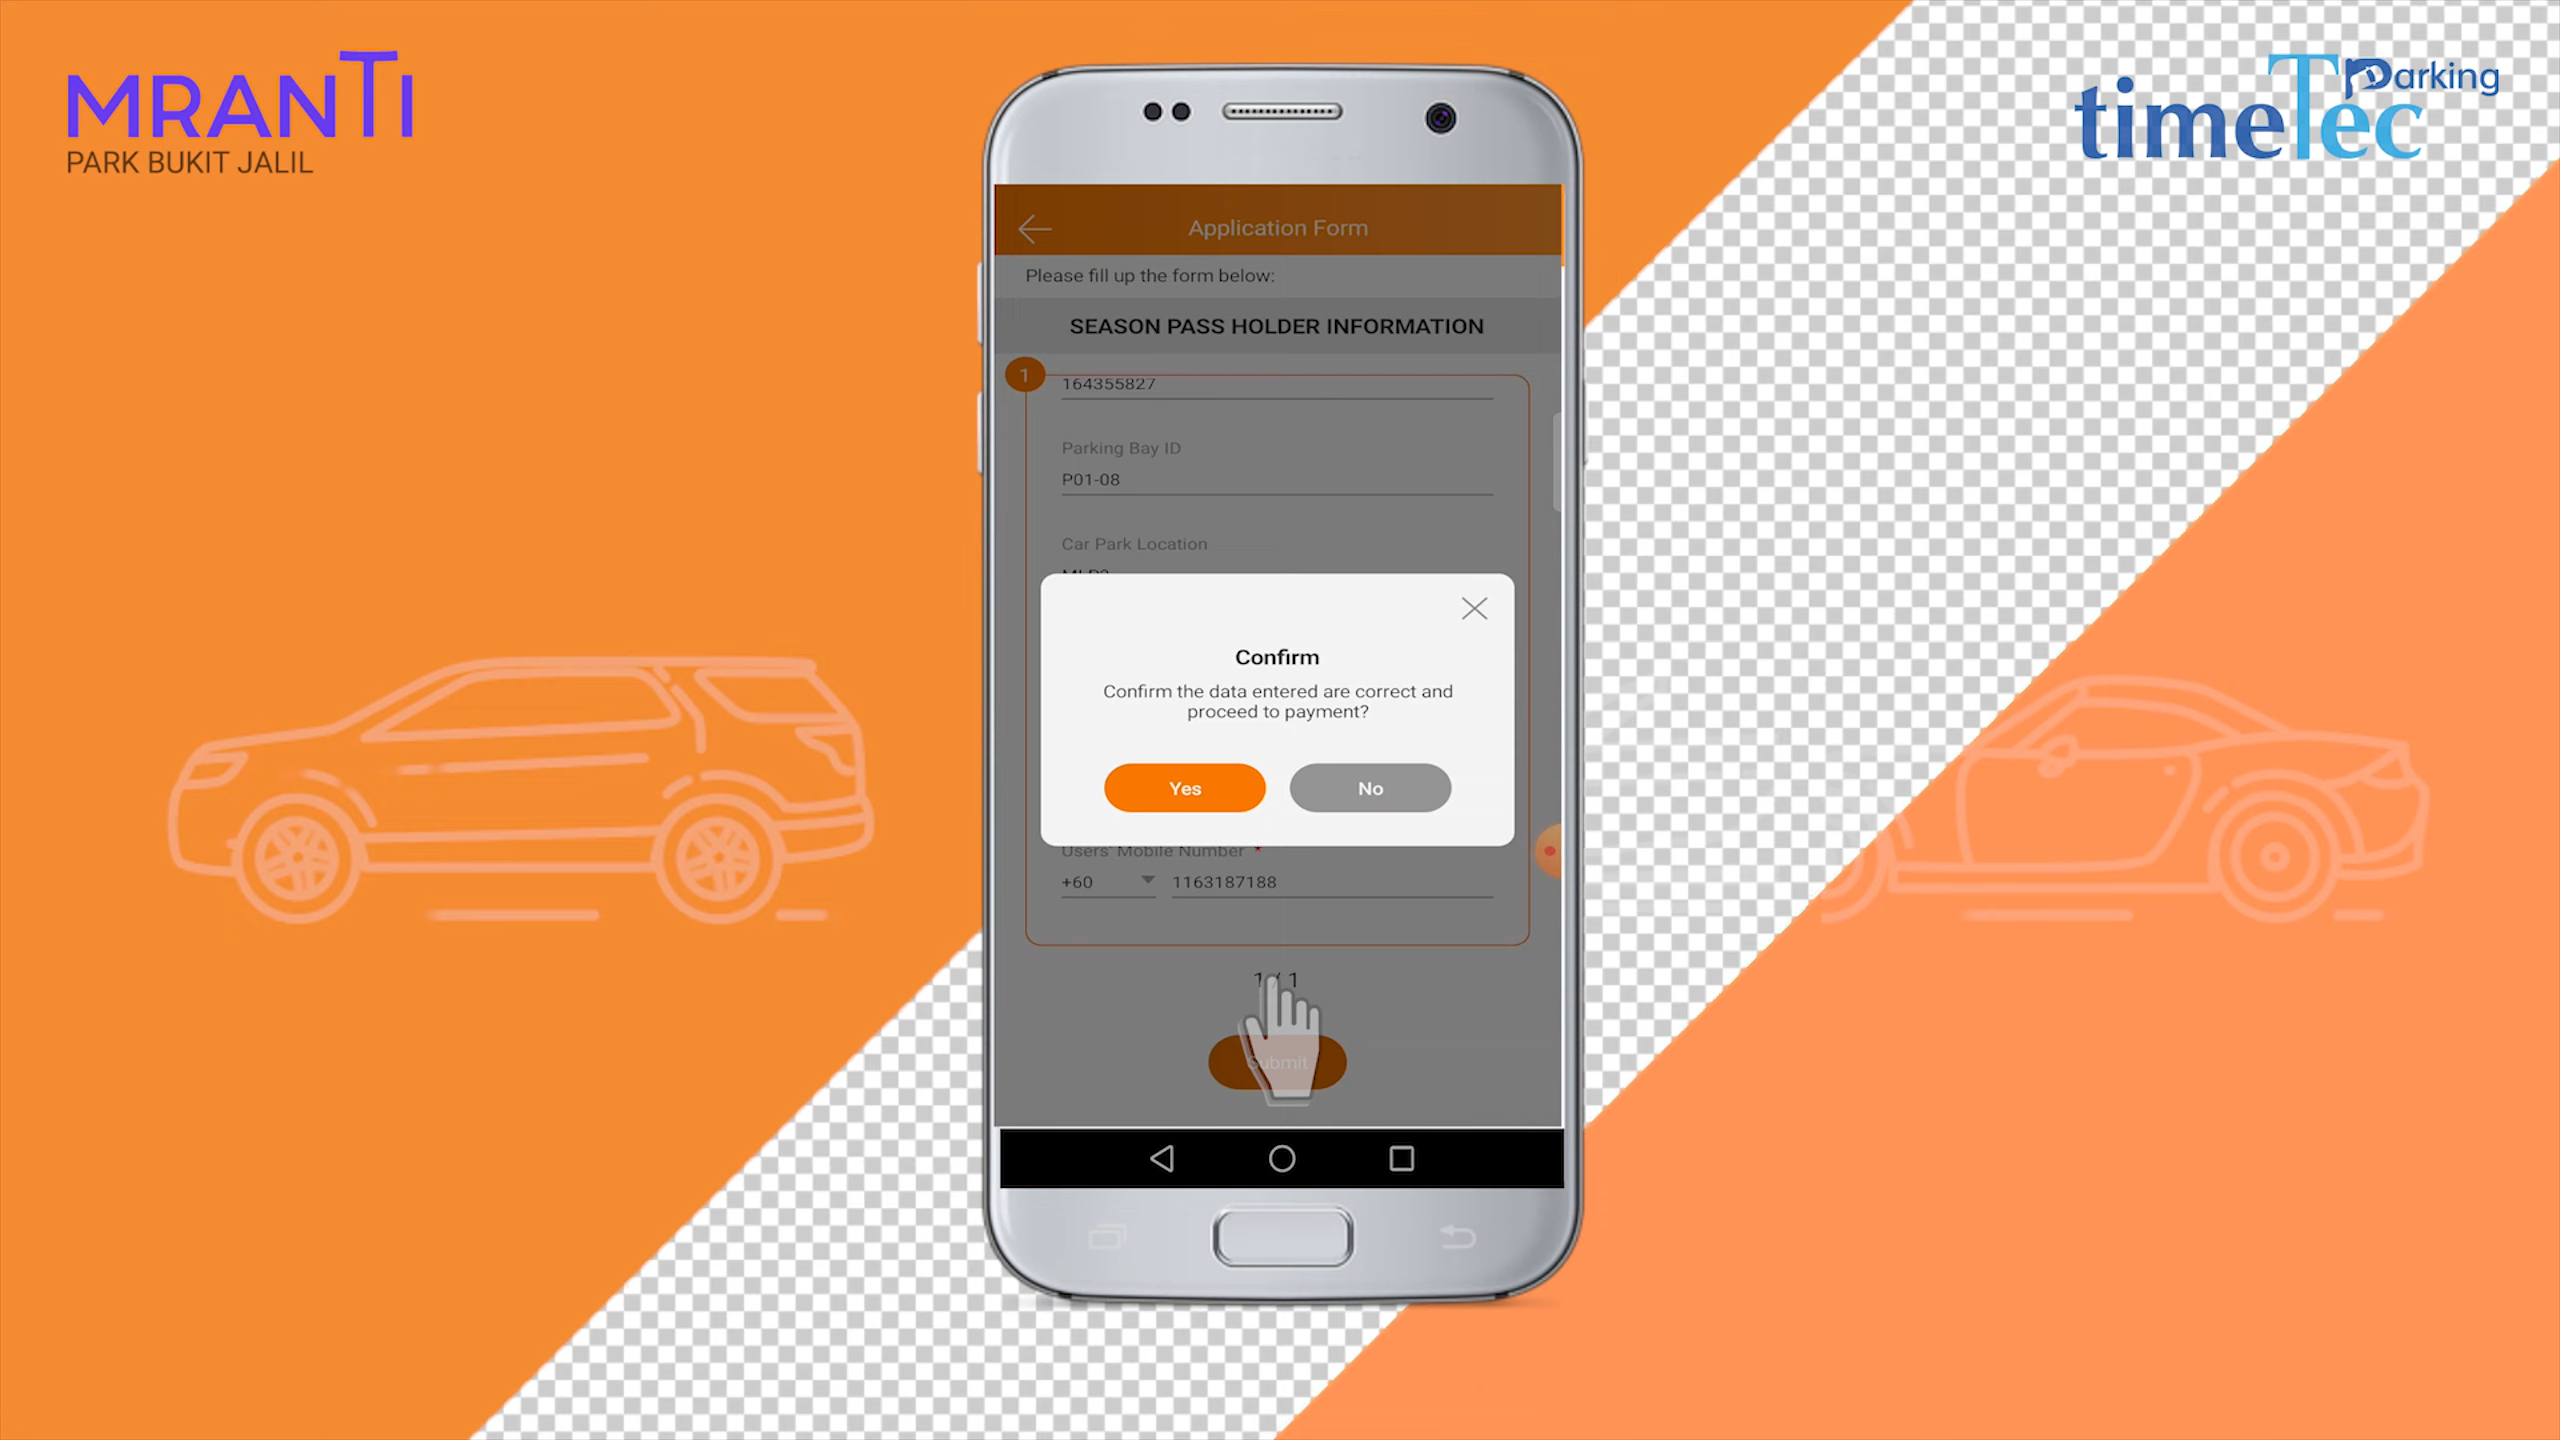 MRANTI
PARK BUKIT JALIL
timeTec Parking
Application Form
Please fill up the form below:
SEASON PASS HOLDER INFORMATION
1
164355827
Parking Bay ID
P01-08
Car Park Location
Confirm
Confirm the data entered are correct and
proceed to payment?
Yes
No
Users' Mobile Number *
+60
1163187188
1 / 1
Submit